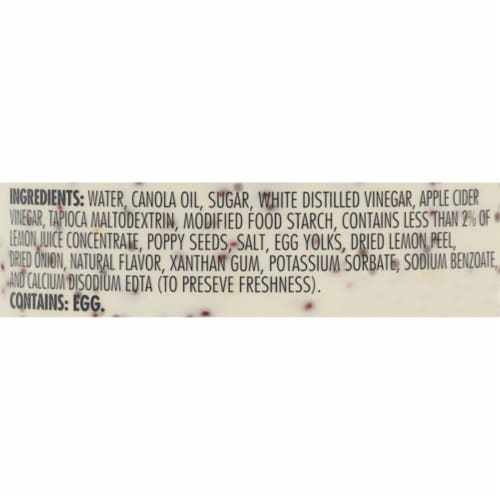 INGREDIENTS: WATER, CANOLA OIL, SUGAR, WHITE DISTILLED VINEGAR, APPLE CIDER
VINEGAR, TAPIOCA MALTODEXTRIN, MODIFIED FOOD STARCH, CONTAINS LESS THAN 2% OF
LEMON JUICE CONCENTRATE, POPPY SEEDS, SALT, EGG YOLKS, DRIED LEMON PEEL,
DRIED ONION, NATURAL FLAVOR, XANTHAN GUM, POTASSIUM SORBATE, SODIUM BENZOATE,
AND CALCIUM DISODIUM EDTA (TO PRESEVE FRESHNESS).
CONTAINS: EGG.